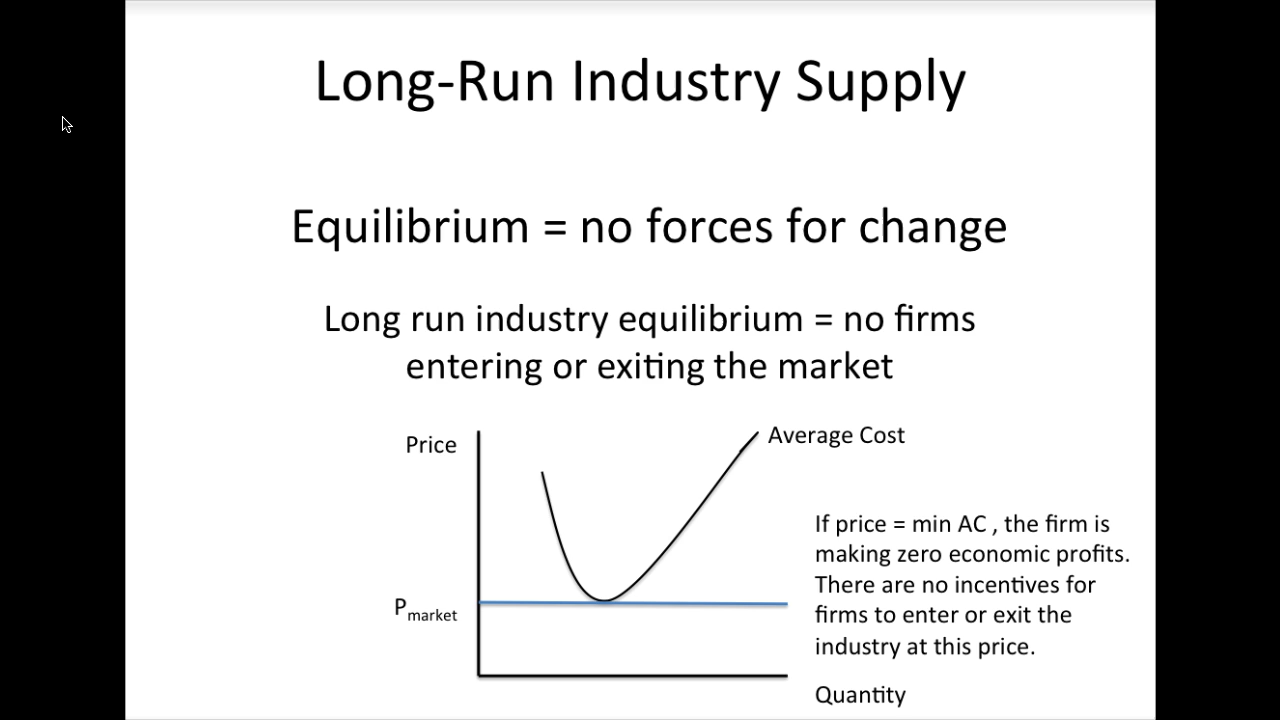 Long-Run Industry Supply
Equilibrium = no forces for change
Long run industry equilibrium = no firms
entering or exiting the market
Price
Average Cost
If price = min AC , the firm is
making zero economic profits.
There are no incentives for
firms to enter or exit the
industry at this price.
Pmarket
Quantity